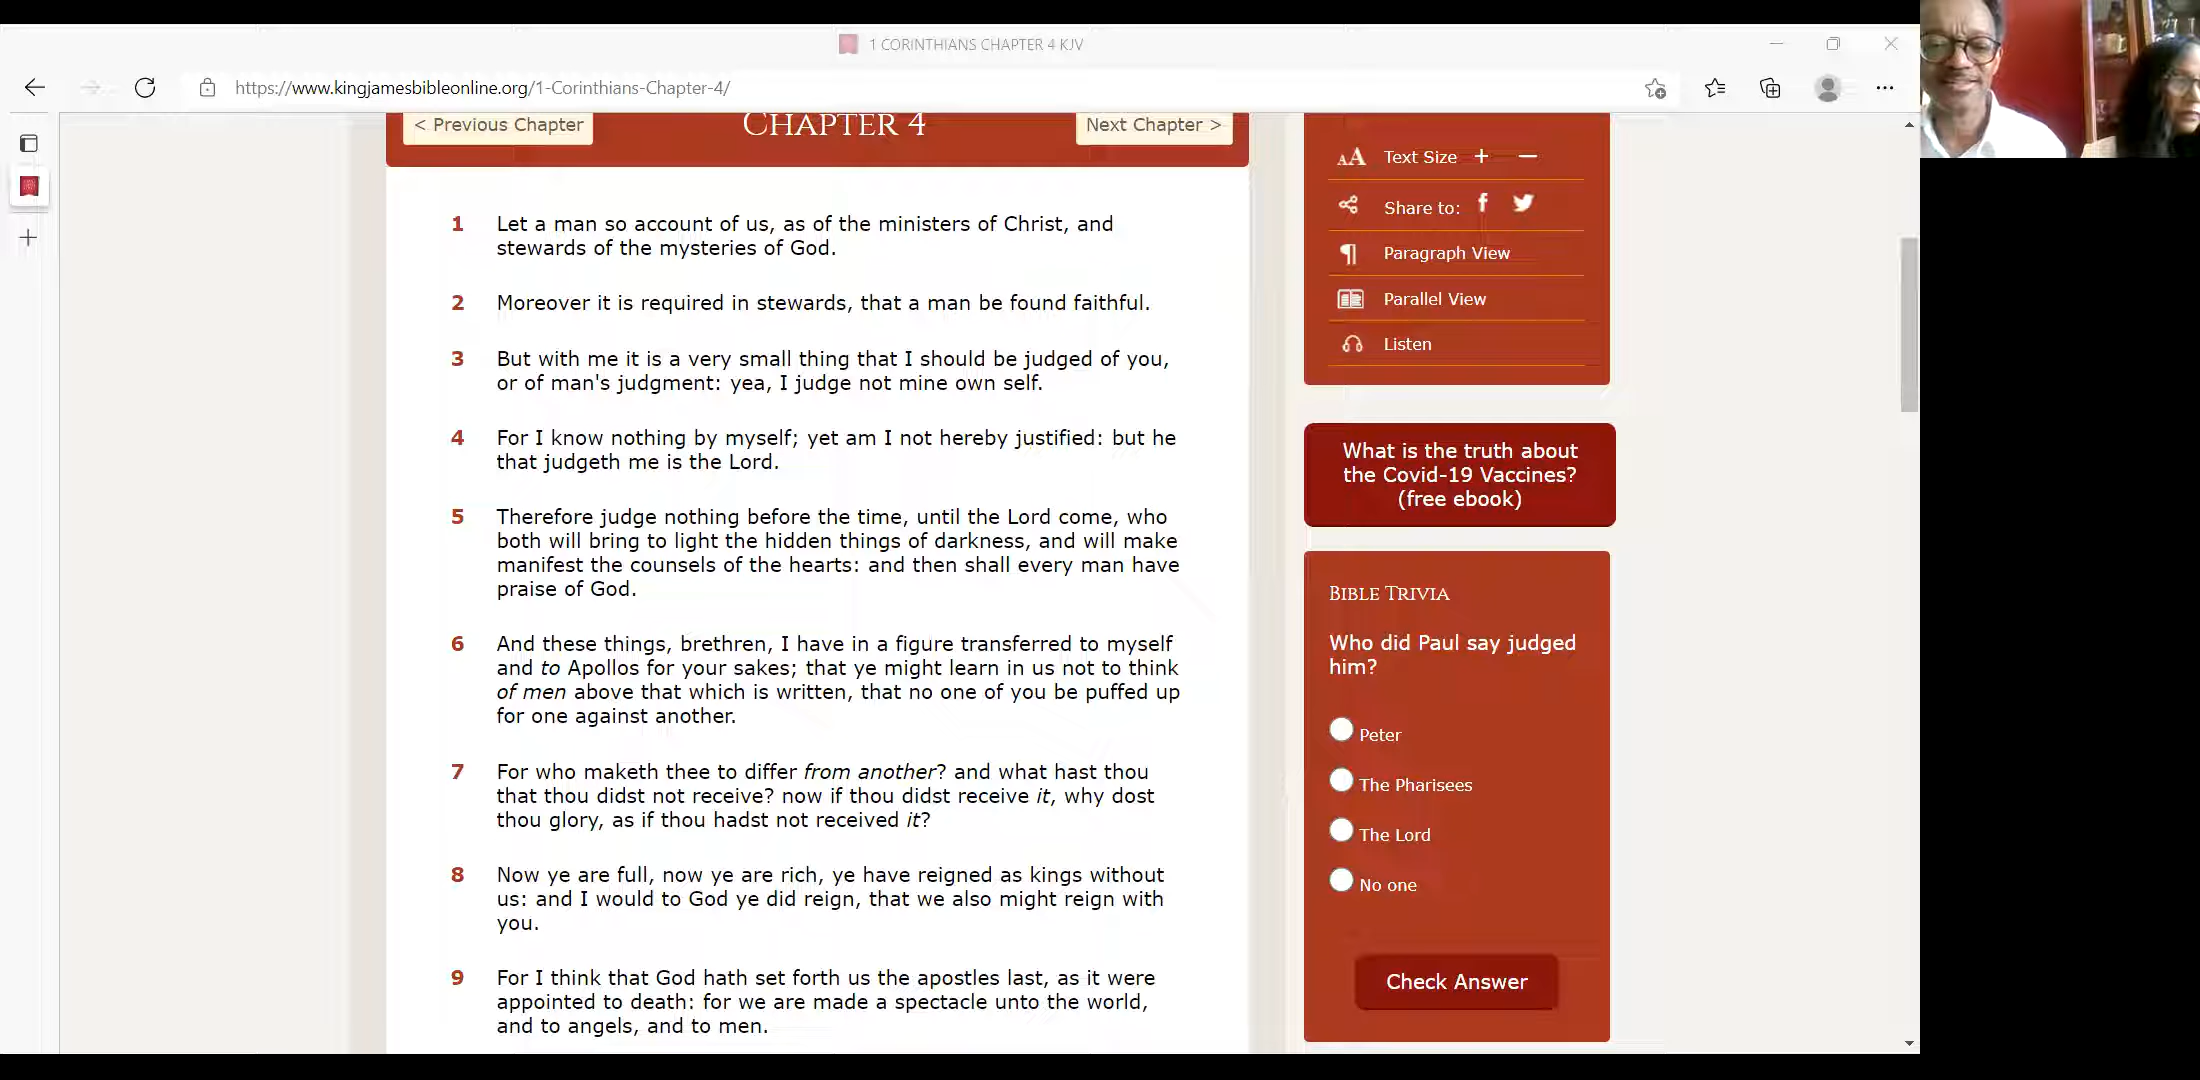 1 CORINTHIANS CHAPTER 4 KJV
https://www.kingjamesbibleonline.org/1-Corinthians-Chapter-4/
< Previous Chapter
CHAPTER 4
Next Chapter >
1 Let a man so account of us, as of the ministers of Christ, and
stewards of the mysteries of God.
2 Moreover it is required in stewards, that a man be found faithful.
3 But with me it is a very small thing that I should be judged of you,
or of man's judgment: yea, I judge not mine own self.
4 For I know nothing by myself; yet am I not hereby justified: but he
that judgeth me is the Lord.
5 Therefore judge nothing before the time, until the Lord come, who
both will bring to light the hidden things of darkness, and will make
manifest the counsels of the hearts: and then shall every man have
praise of God.
6 And these things, brethren, I have in a figure transferred to myself
and to Apollos for your sakes; that ye might learn in us not to think
of men above that which is written, that no one of you be puffed up
for one against another.
7 For who maketh thee to differ from another? and what hast thou
that thou didst not receive? now if thou didst receive it, why dost
thou glory, as if thou hadst not received it?
8 Now ye are full, now ye are rich, ye have reigned as kings without
us: and I would to God ye did reign, that we also might reign with
you.
9 For I think that God hath set forth us the apostles last, as it were
appointed to death: for we are made a spectacle unto the world,
and to angels, and to men.
AA Text Size + −
Share to: f
Paragraph View
Parallel View
Listen
What is the truth about
the Covid-19 Vaccines?
(free ebook)
BIBLE TRIVIA
Who did Paul say judged
him?
Peter
The Pharisees
The Lord
No one
Check Answer